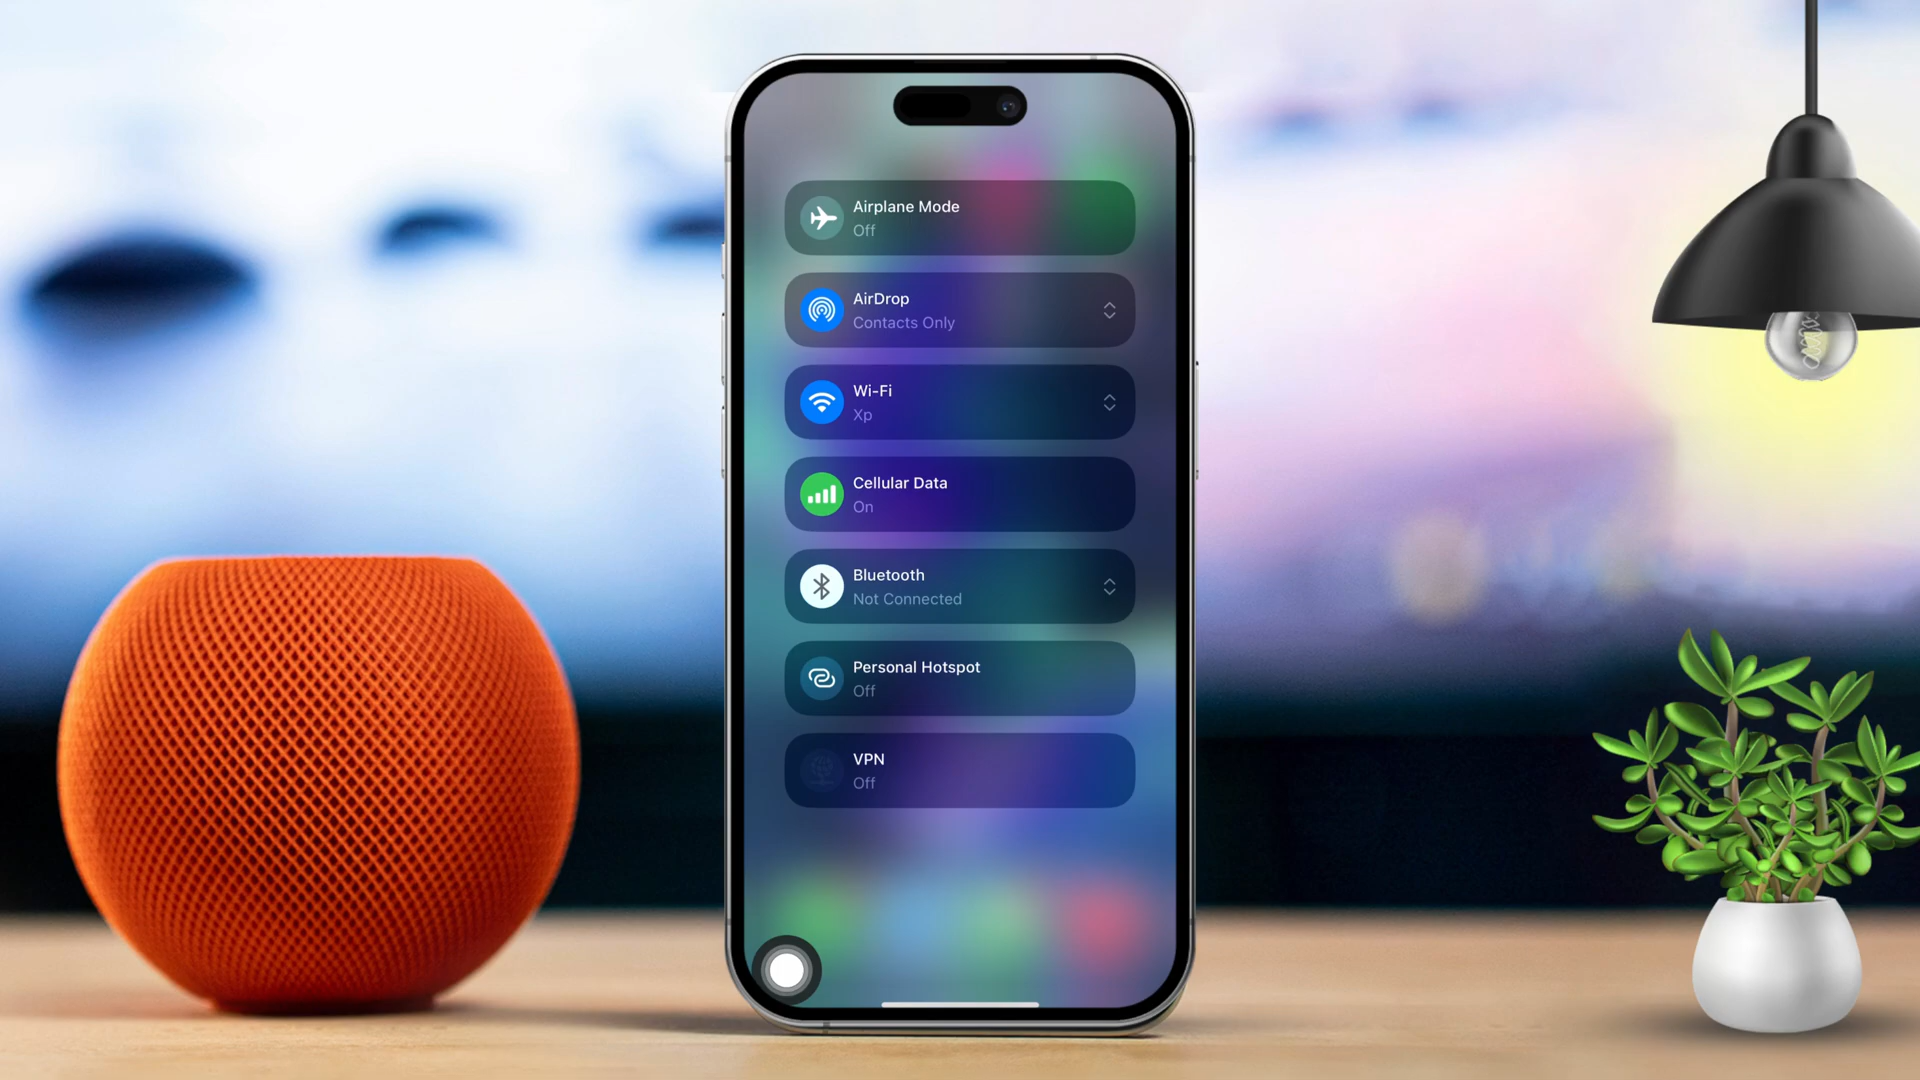 Airplane Mode
Off
AirDrop
Contacts Only
Wi-Fi
Xp
Cellular Data
On
Bluetooth
Not Connected
Personal Hotspot
Off
VPN
Off